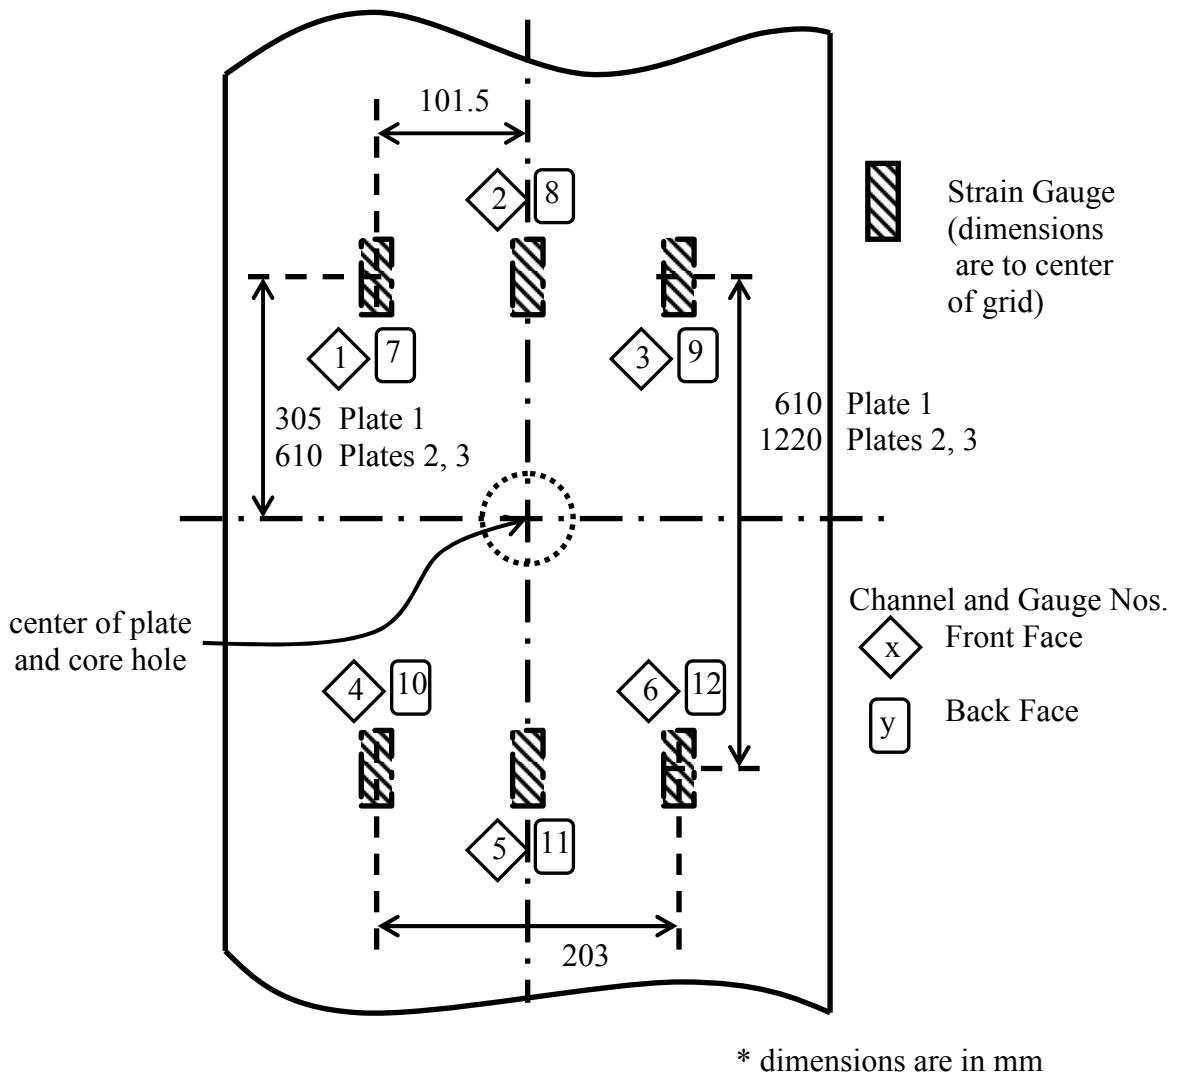 101.5
2 8
Strain Gauge
(dimensions
are to center
of grid)
1 7
3 9
305 Plate 1
610 Plates 2, 3
610 Plate 1
1220 Plates 2, 3
center of plate
and core hole
Channel and Gauge Nos.
x Front Face
y Back Face
4 10
6 12
5 11
203
* dimensions are in mm